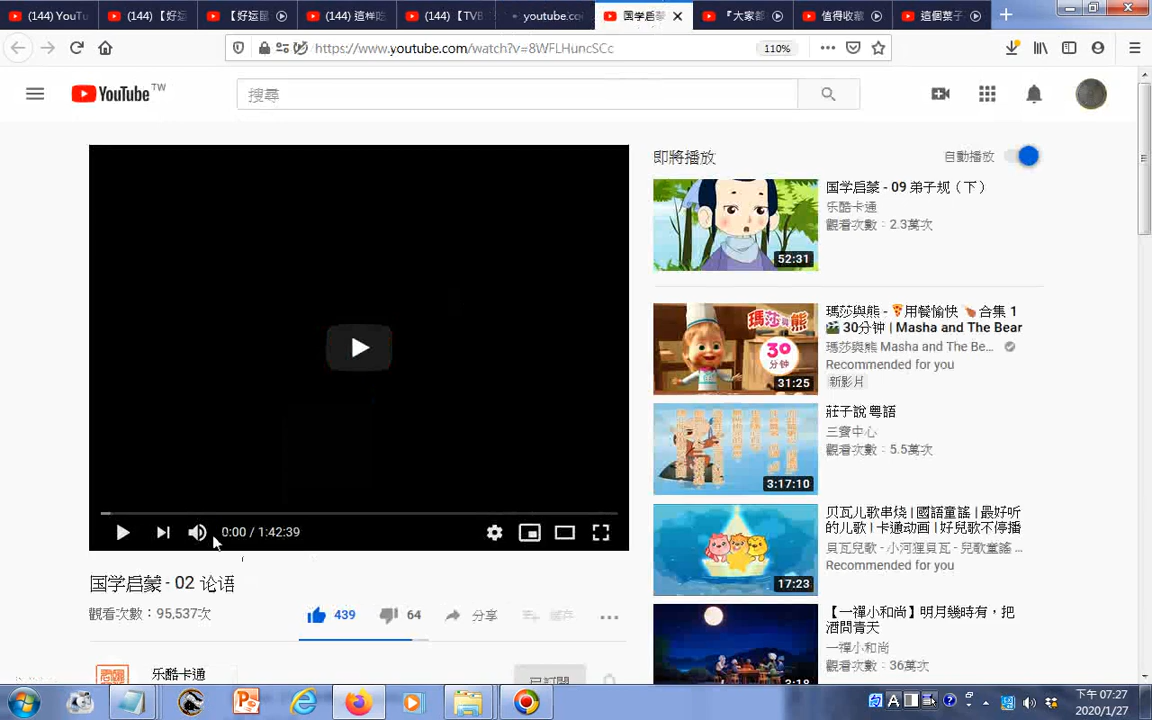 (144) YouTu
(144) 【好运
【好运
(144) 這樣
(144) 【TVB
youtube.co
国学启蒙
『大家都
值得收藏
這個葉子
https://www.youtube.com/watch?v=8WFLHuncSCc
110%
YouTube TW
搜尋
0:00 / 1:42:39
国学启蒙 - 02 论语
觀看次數：95,537次
439
64
分享
儲存
乐酷卡通
已訂閱
即將播放
自動播放
国学启蒙 - 09 弟子规（下）
乐酷卡通
觀看次數：2.3萬次
52:31
瑪莎與熊
30
分钟
31:25
瑪莎與熊 - 🍕用餐愉快 🍗 合集 1
🎬 30分钟 | Masha and The Bear
瑪莎與熊 Masha and The Be...
Recommended for you
新影片
莊子說 粵語
三寶中心
觀看次數：5.5萬次
3:17:10
贝瓦儿歌串烧 | 國語童謠 | 最好听
的儿歌 | 卡通动画 | 好兒歌不停播
貝瓦兒歌 - 小河狸貝瓦 - 兒歌童謠 ...
Recommended for you
17:23
【一禪小和尚】明月幾時有，把
酒問青天
一禪小和尚
觀看次數：36萬次
3:18
下午 07:27
2020/1/27